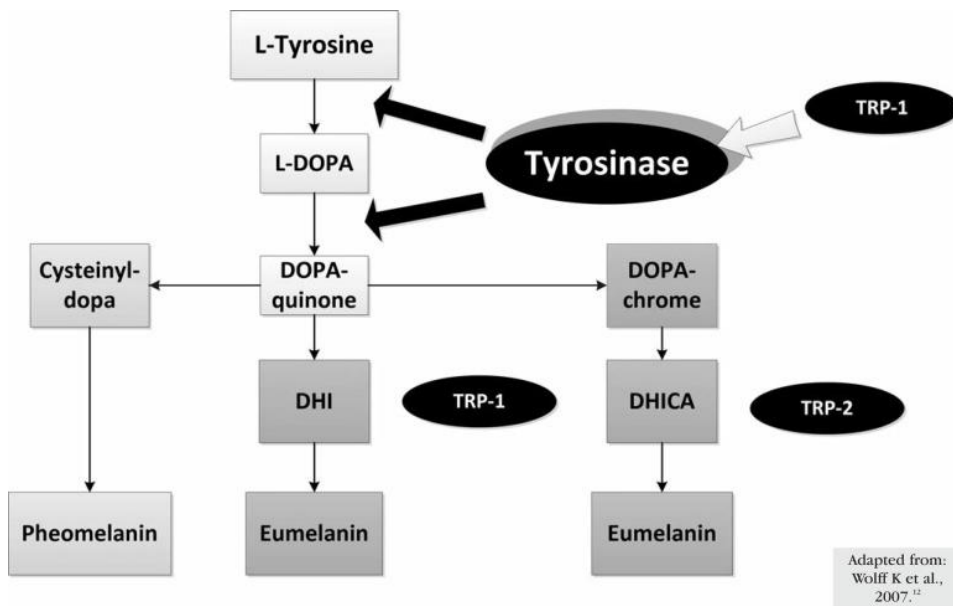 L-Tyrosine
TRP-1
Tyrosinase
L-DOPA
Cysteinyl-
dopa
DOPA-
quinone
DOPA-
chrome
DHI
TRP-1
DHICA
TRP-2
Pheomelanin
Eumelanin
Eumelanin
Adapted from:
Wolff K et al.,
2007.¹²